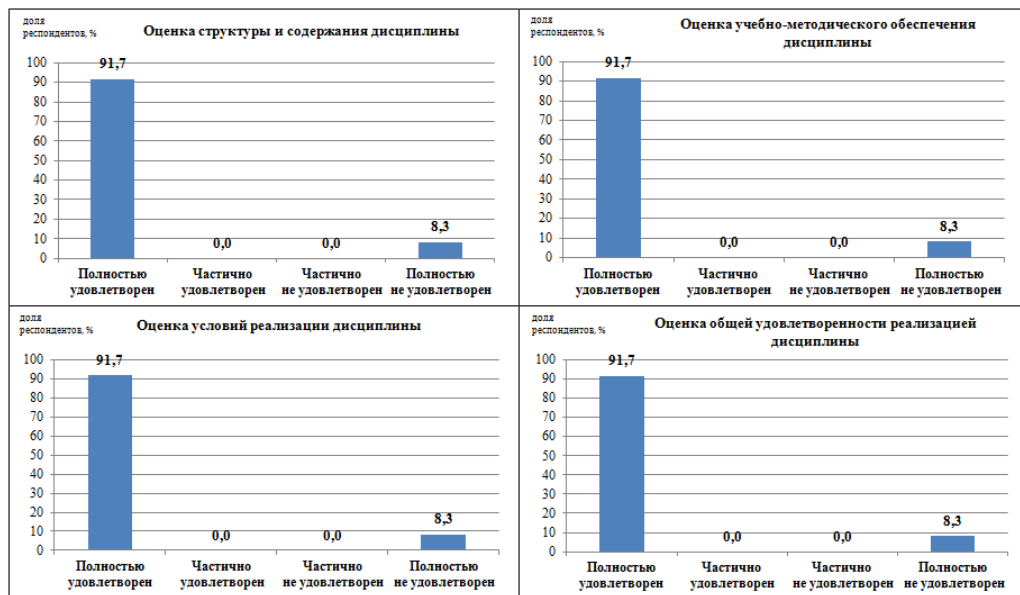 доля
респондентов, %
Оценка структуры и содержания дисциплины
100
90
80
70
60
50
40
30
20
10
0
91,7
0,0
0,0
8,3
Полностью
удовлетворен
Частично
удовлетворен
Частично
не удовлетворен
Полностью
не удовлетворен
доля
респондентов, %
Оценка учебно-методического обеспечения
дисциплины
100
90
80
70
60
50
40
30
20
10
0
91,7
0,0
0,0
8,3
Полностью
удовлетворен
Частично
удовлетворен
Частично
не удовлетворен
Полностью
не удовлетворен
доля
респондентов, %
Оценка условий реализации дисциплины
100
90
80
70
60
50
40
30
20
10
0
91,7
0,0
0,0
8,3
Полностью
удовлетворен
Частично
удовлетворен
Частично
не удовлетворен
Полностью
не удовлетворен
доля
респондентов, %
Оценка общей удовлетворенности реализацией
дисциплины
100
90
80
70
60
50
40
30
20
10
0
91,7
0,0
0,0
8,3
Полностью
удовлетворен
Частично
удовлетворен
Частично
не удовлетворен
Полностью
не удовлетворен